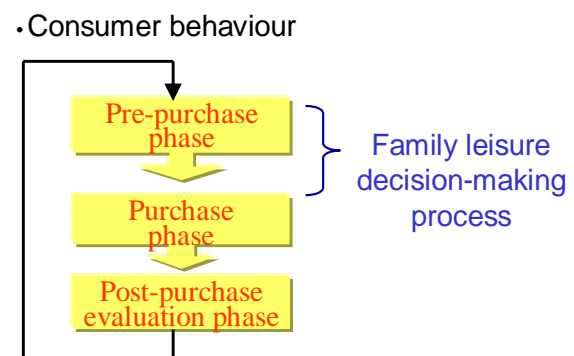 • Consumer behaviour
Pre-purchase
phase
Family leisure
decision-making
process
Purchase
phase
Post-purchase
evaluation phase